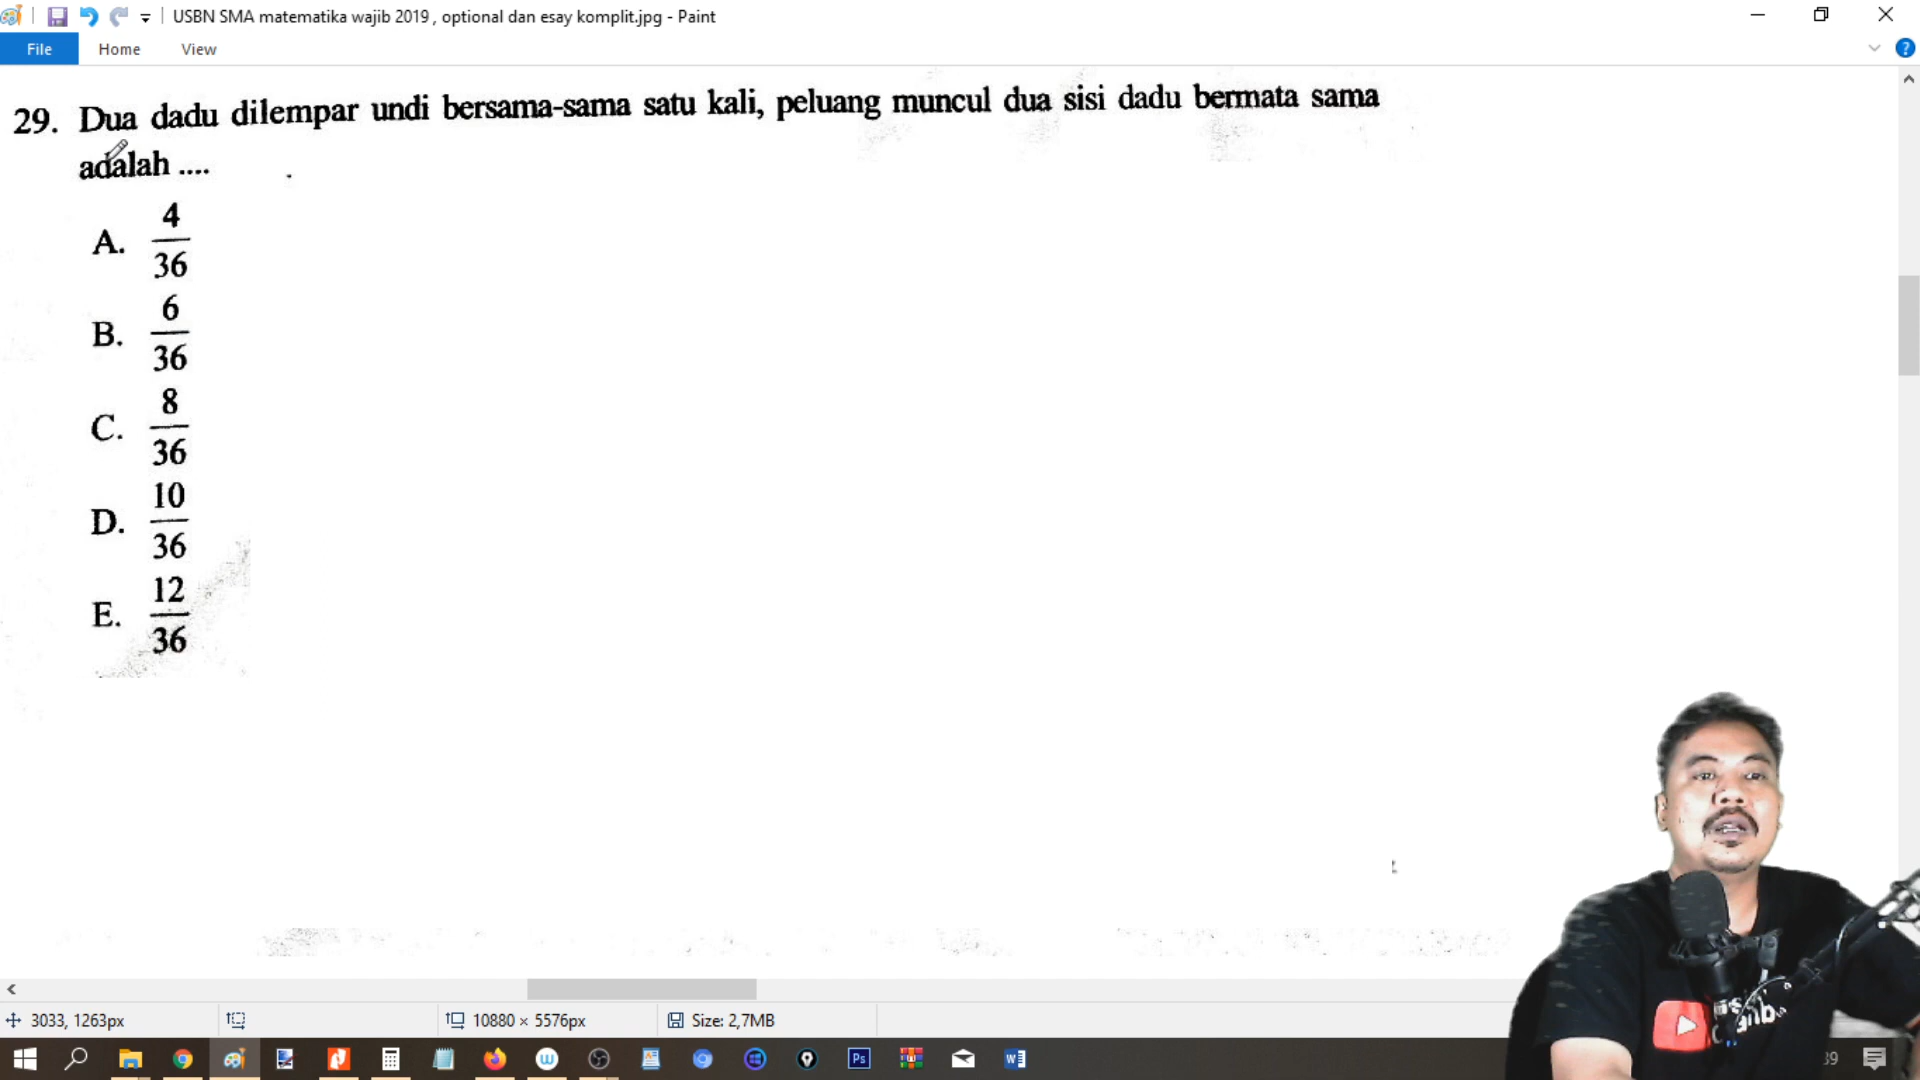 USBN SMA matematika wajib 2019 , optional dan esay komplit.jpg - Paint
File Home View
29. Dua dadu dilempar undi bersama-sama satu kali, peluang muncul dua sisi dadu bermata sama
adalah ....
A. 4/36
B. 6/36
C. 8/36
D. 10/36
E. 12/36
3033, 1263px
10880 × 5576px
Size: 2,7MB
Ps
39